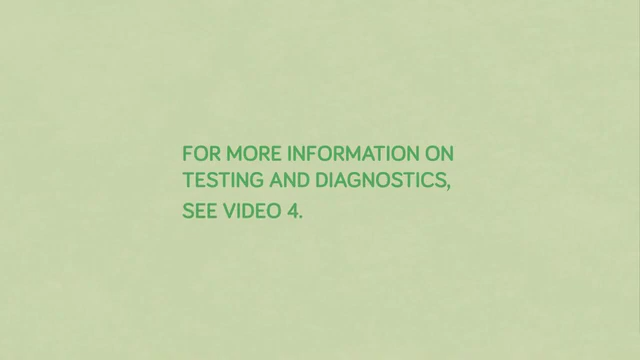 FOR MORE INFORMATION ON
TESTING AND DIAGNOSTICS,
SEE VIDEO 4.